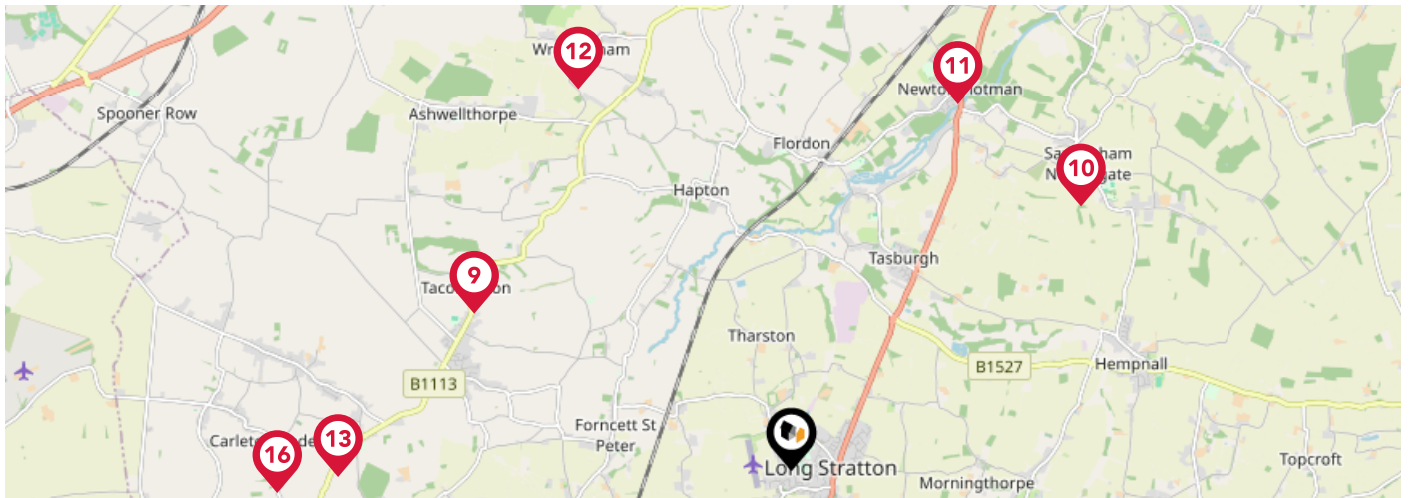 12
11
Spooner Row
Ashwellthorpe
Flordon
10
Hapton
9
Tasburgh
Tharston
B1527
Hempnall
B1113
13
16
Forncett St
Peter
Long Stratton
Topcroft
Morningthorpe